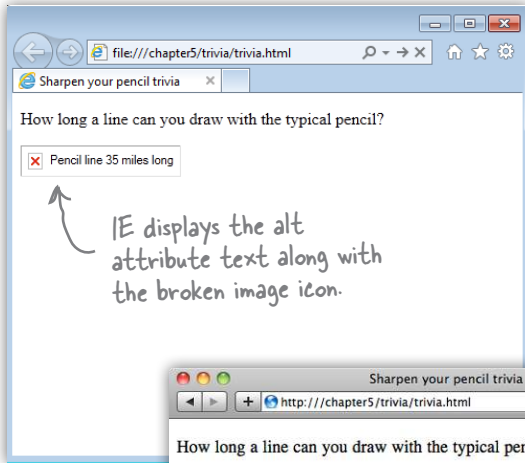 file:///chapter5/trivia/trivia.html
Sharpen your pencil trivia
How long a line can you draw with the typical pencil?
Pencil line 35 miles long
IE displays the alt
attribute text along with
the broken image icon.
Sharpen your pencil trivia
http:///chapter5/trivia/trivia.html
How long a line can you draw with the typical